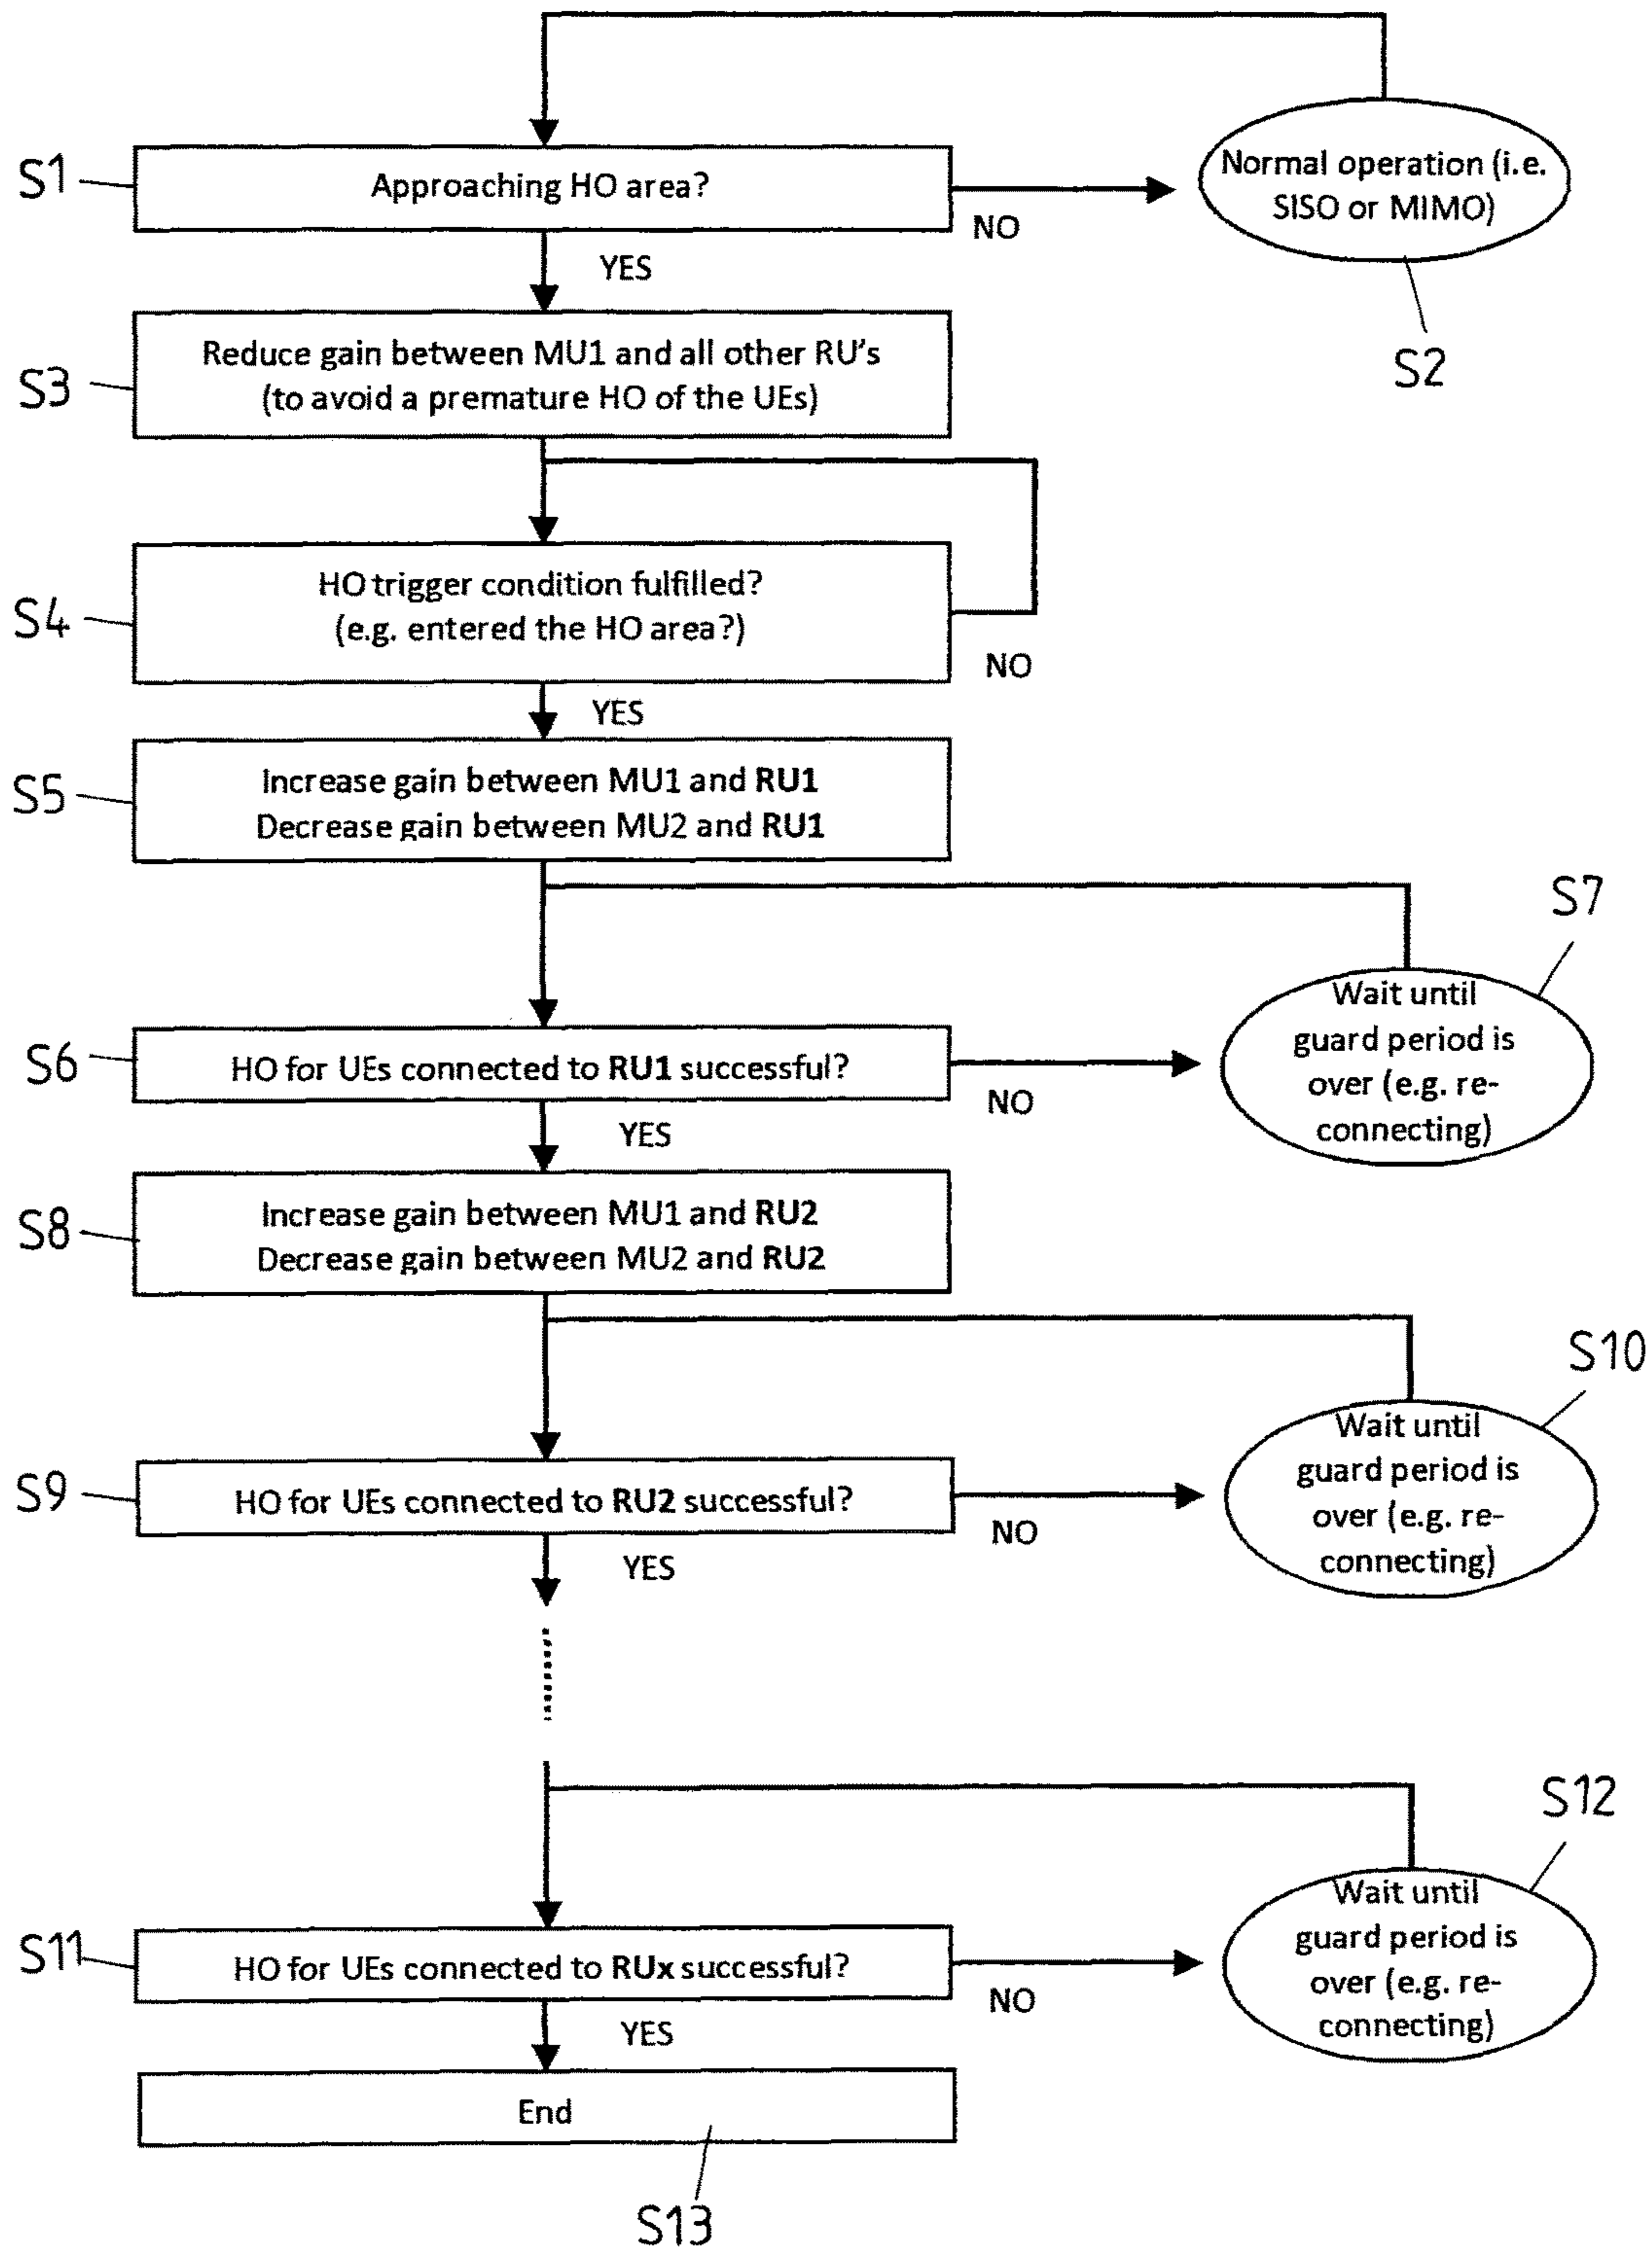 S1
Approaching HO area?
NO
Normal operation (i.e.
SISO or MIMO)
S2
YES
S3
Reduce gain between MU1 and all other RU's
(to avoid a premature HO of the UEs)
S4
HO trigger condition fulfilled?
(e.g. entered the HO area?)
NO
YES
S5
Increase gain between MU1 and RU1
Decrease gain between MU2 and RU1
S7
Wait until
guard period is
over (e.g. re-
connecting)
S6
HO for UEs connected to RU1 successful?
NO
YES
S8
Increase gain between MU1 and RU2
Decrease gain between MU2 and RU2
S10
Wait until
guard period is
over (e.g. re-
connecting)
S9
HO for UEs connected to RU2 successful?
NO
YES
S12
Wait until
guard period is
over (e.g. re-
connecting)
S11
HO for UEs connected to RUx successful?
NO
YES
End
S13